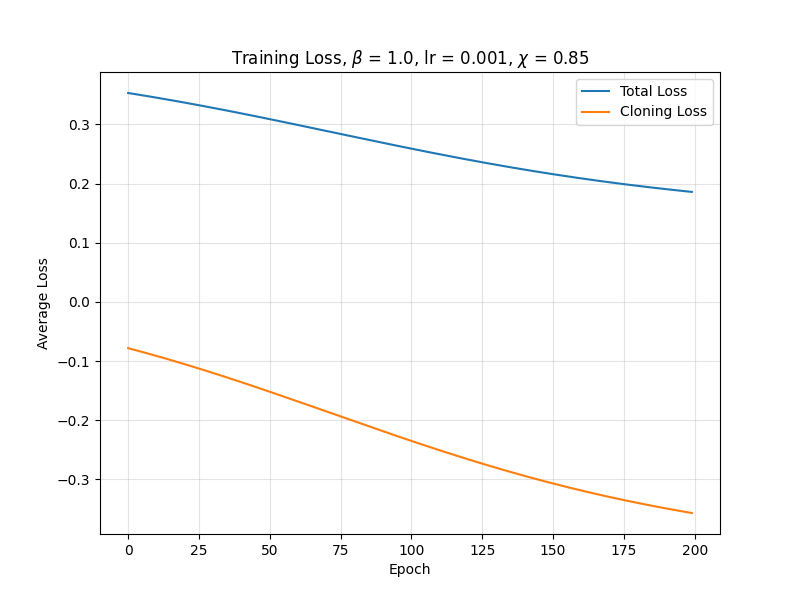 Training Loss, β = 1.0, lr = 0.001, χ = 0.85
Total Loss
Cloning Loss
Average Loss
0.3
0.2
0.1
0.0
−0.1
−0.2
−0.3
0 25 50 75 100 125 150 175 200
Epoch